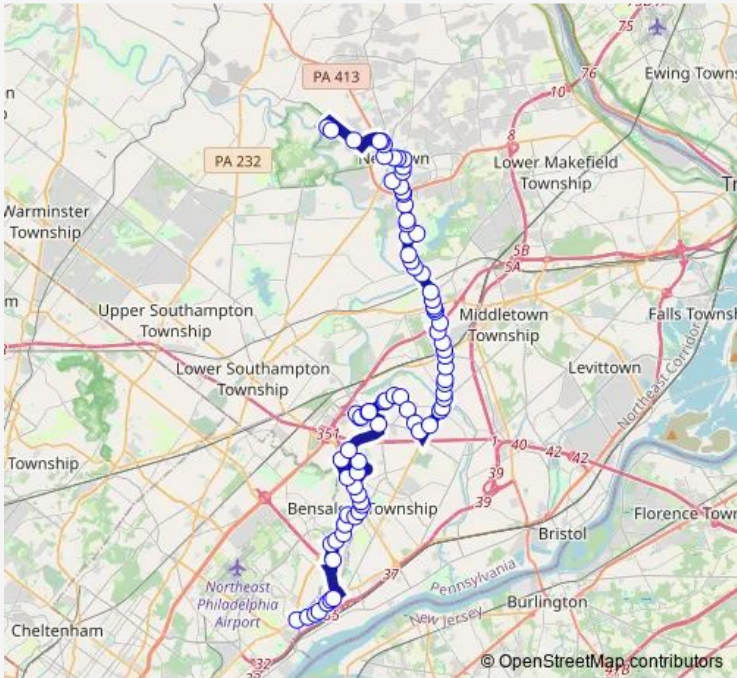 75
76
Ewing Towns
PA 413
10
8
PA 232
Lower Makefield
Township
Warminster
Township
5B
5A
Upper Southampton
Township
Middletown
Township
Falls Townsh
Lower Southampton
Township
Levittown
Northeast Corridor
351
1
40
42
42
Township
39
39
Bensalem Township
Florence Town
Bristol
37
Pennsylvania
New Jersey
Northeast
Philadelphia
Airport
35
Burlington
Cheltenham
32
© OpenStreetMap contributors